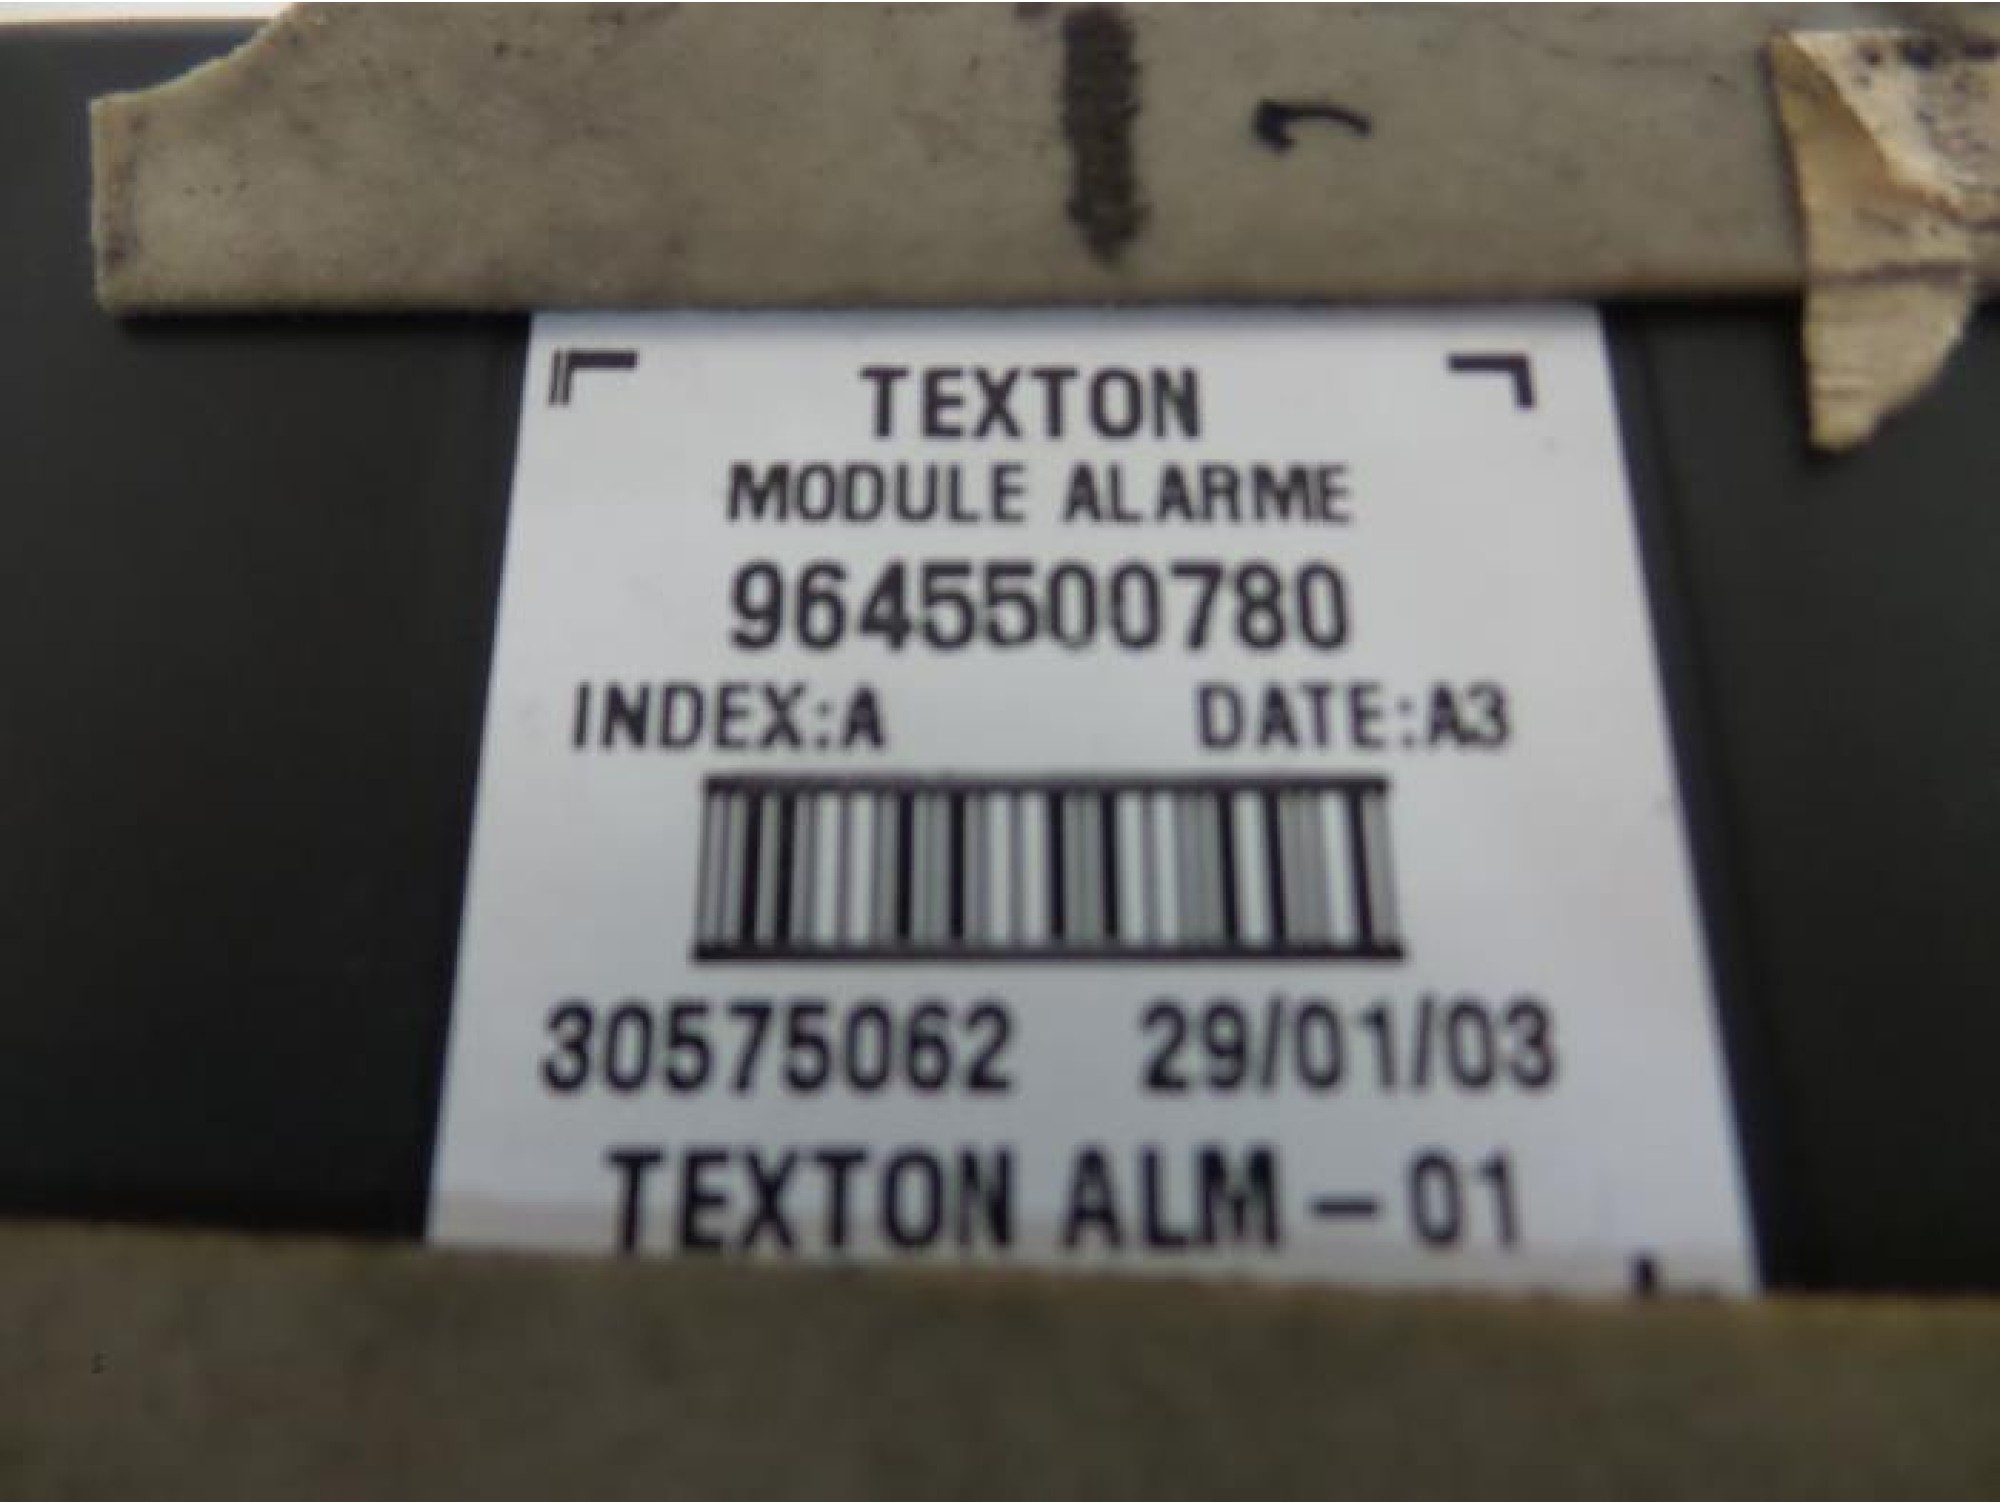 TEXTON
MODULE ALARME
9645500780
INDEX:A DATE:A3
30575062 29/01/03
TEXTON ALM-01